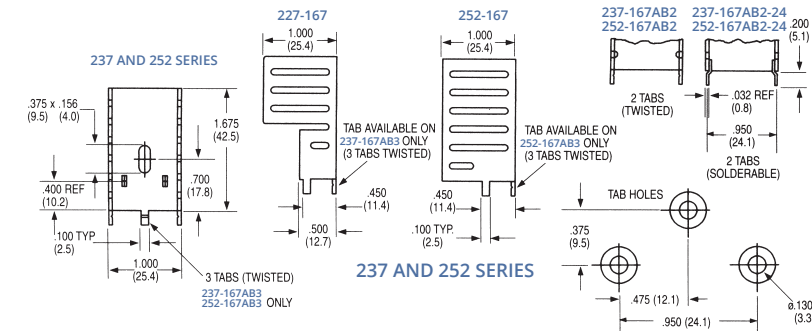 237 AND 252 SERIES
.375 x .156
(9.5) (4.0)
1.675
(42.5)
.400 REF
(10.2)
.700
(17.8)
.100 TYP
(2.5)
1.000
(25.4)
3 TABS (TWISTED)
237-167AB3
252-167AB3 ONLY
227-167
1.000
(25.4)
TAB AVAILABLE ON
237-167AB3 ONLY
(3 TABS TWISTED)
.450
(11.4)
.500
(12.7)
252-167
1.000
(25.4)
TAB AVAILABLE ON
252-167AB3 ONLY
(3 TABS TWISTED)
.450
(11.4)
.100 TYP.
(2.5)
237 AND 252 SERIES
237-167AB2
252-167AB2
2 TABS
(TWISTED)
237-167AB2-24
252-167AB2-24
.200
(5.1)
.032 REF
(0.8)
.950
(24.1)
2 TABS
(SOLDERABLE)
TAB HOLES
.375
(9.5)
.475 (12.1)
.950 (24.1)
ø.130
(3.3